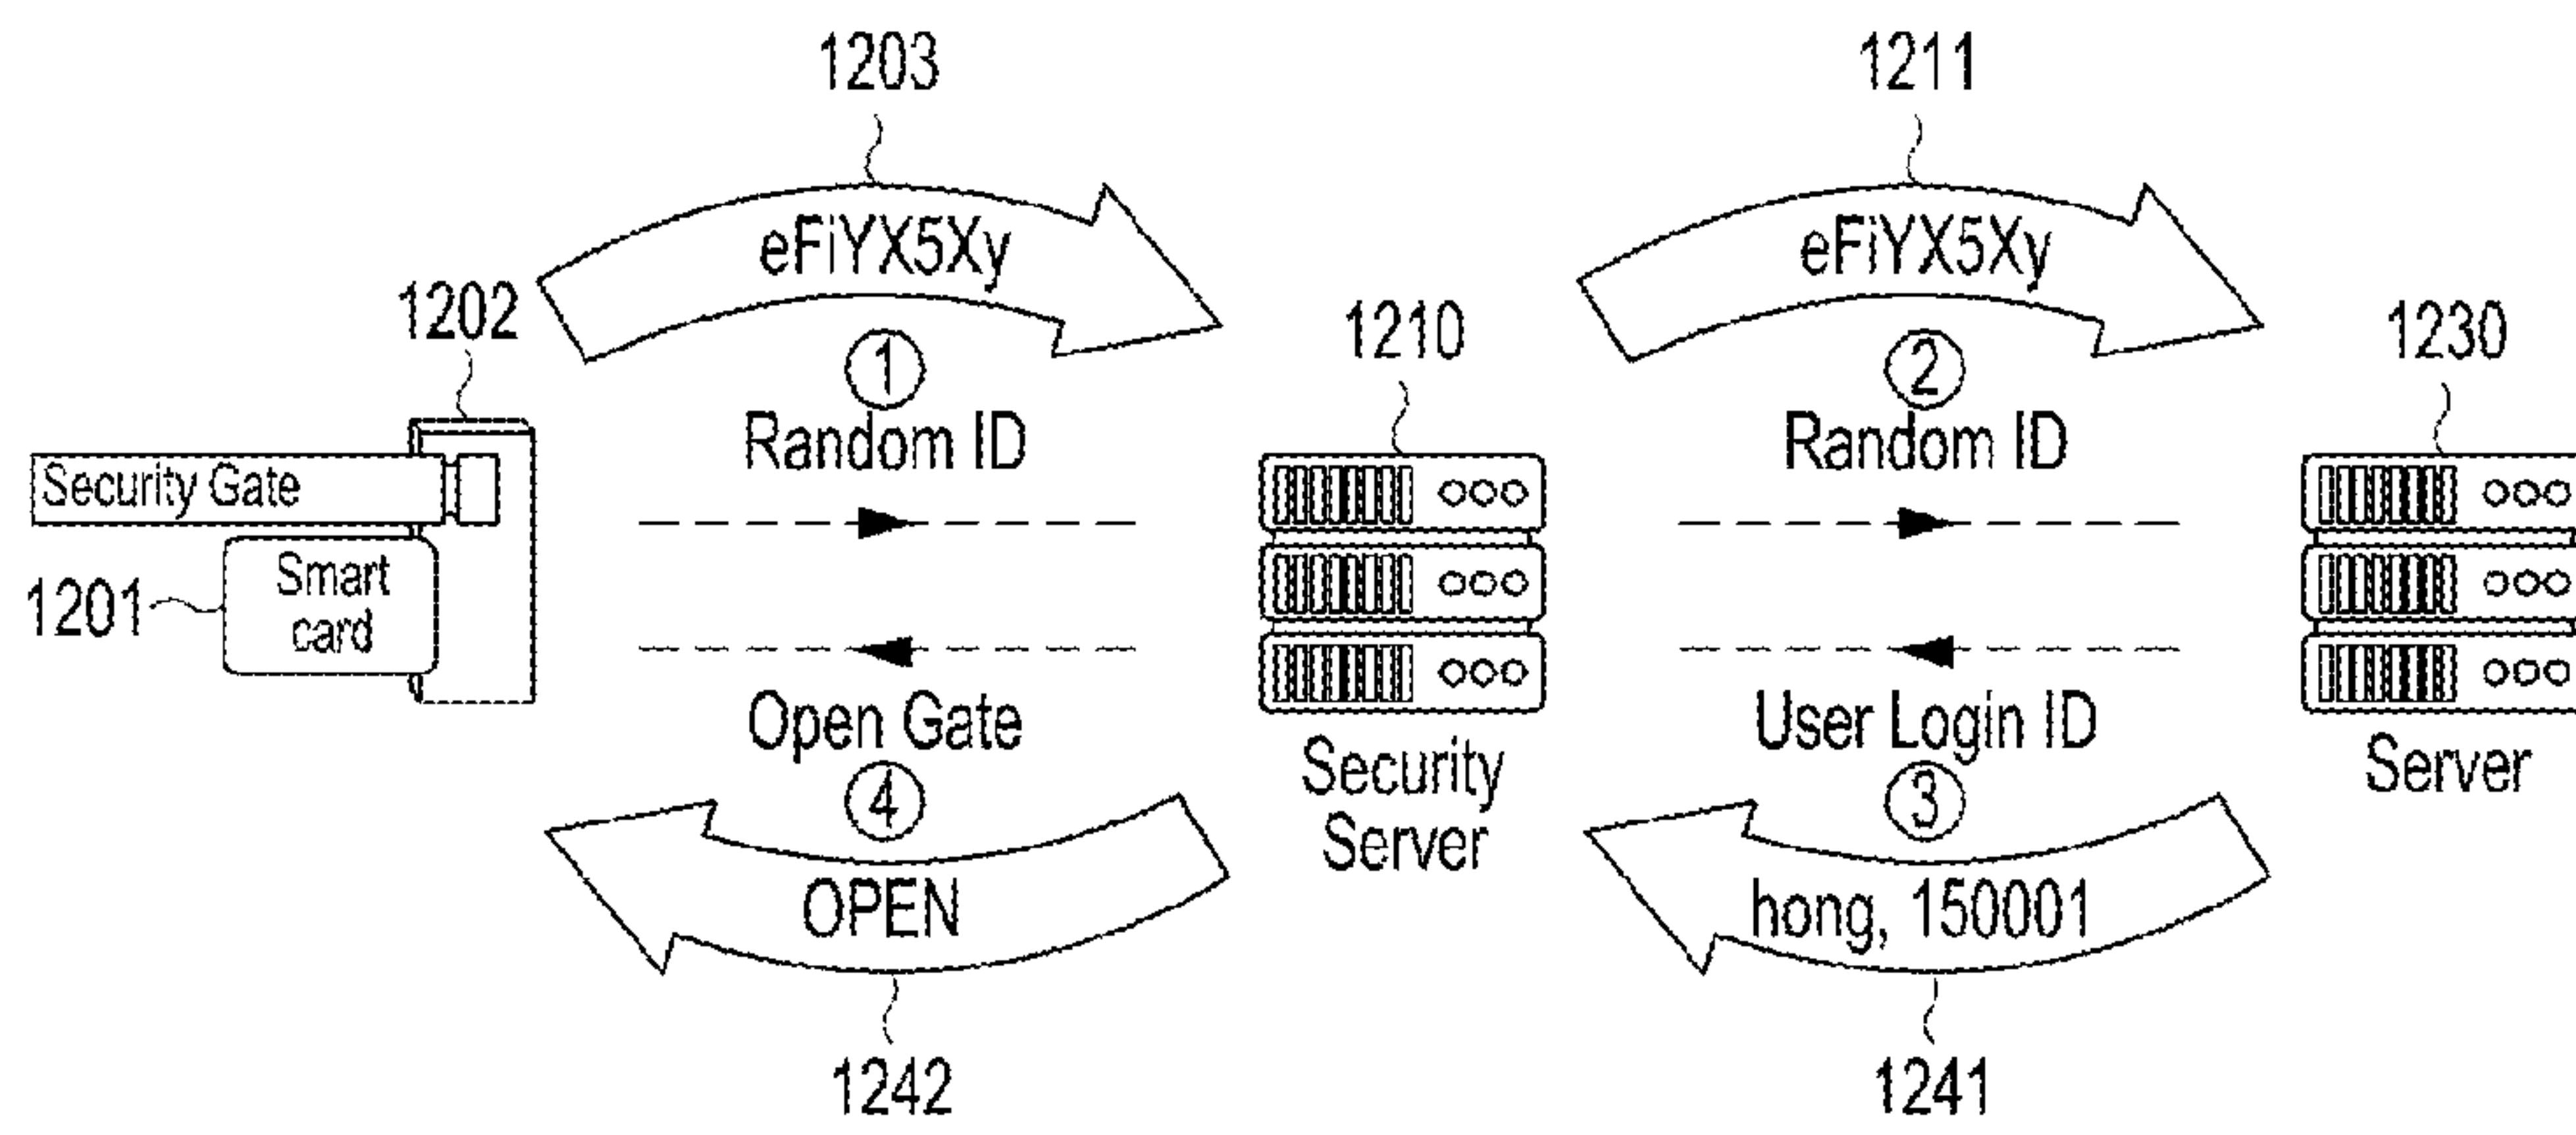 1203
1211
eFiYX5Xy
eFiYX5Xy
1202
1210
1230
1
2
Random ID
Random ID
Security Gate
Smart
card
1201
Open Gate
User Login ID
Security
Server
Server
4
3
OPEN
hong, 150001
1242
1241